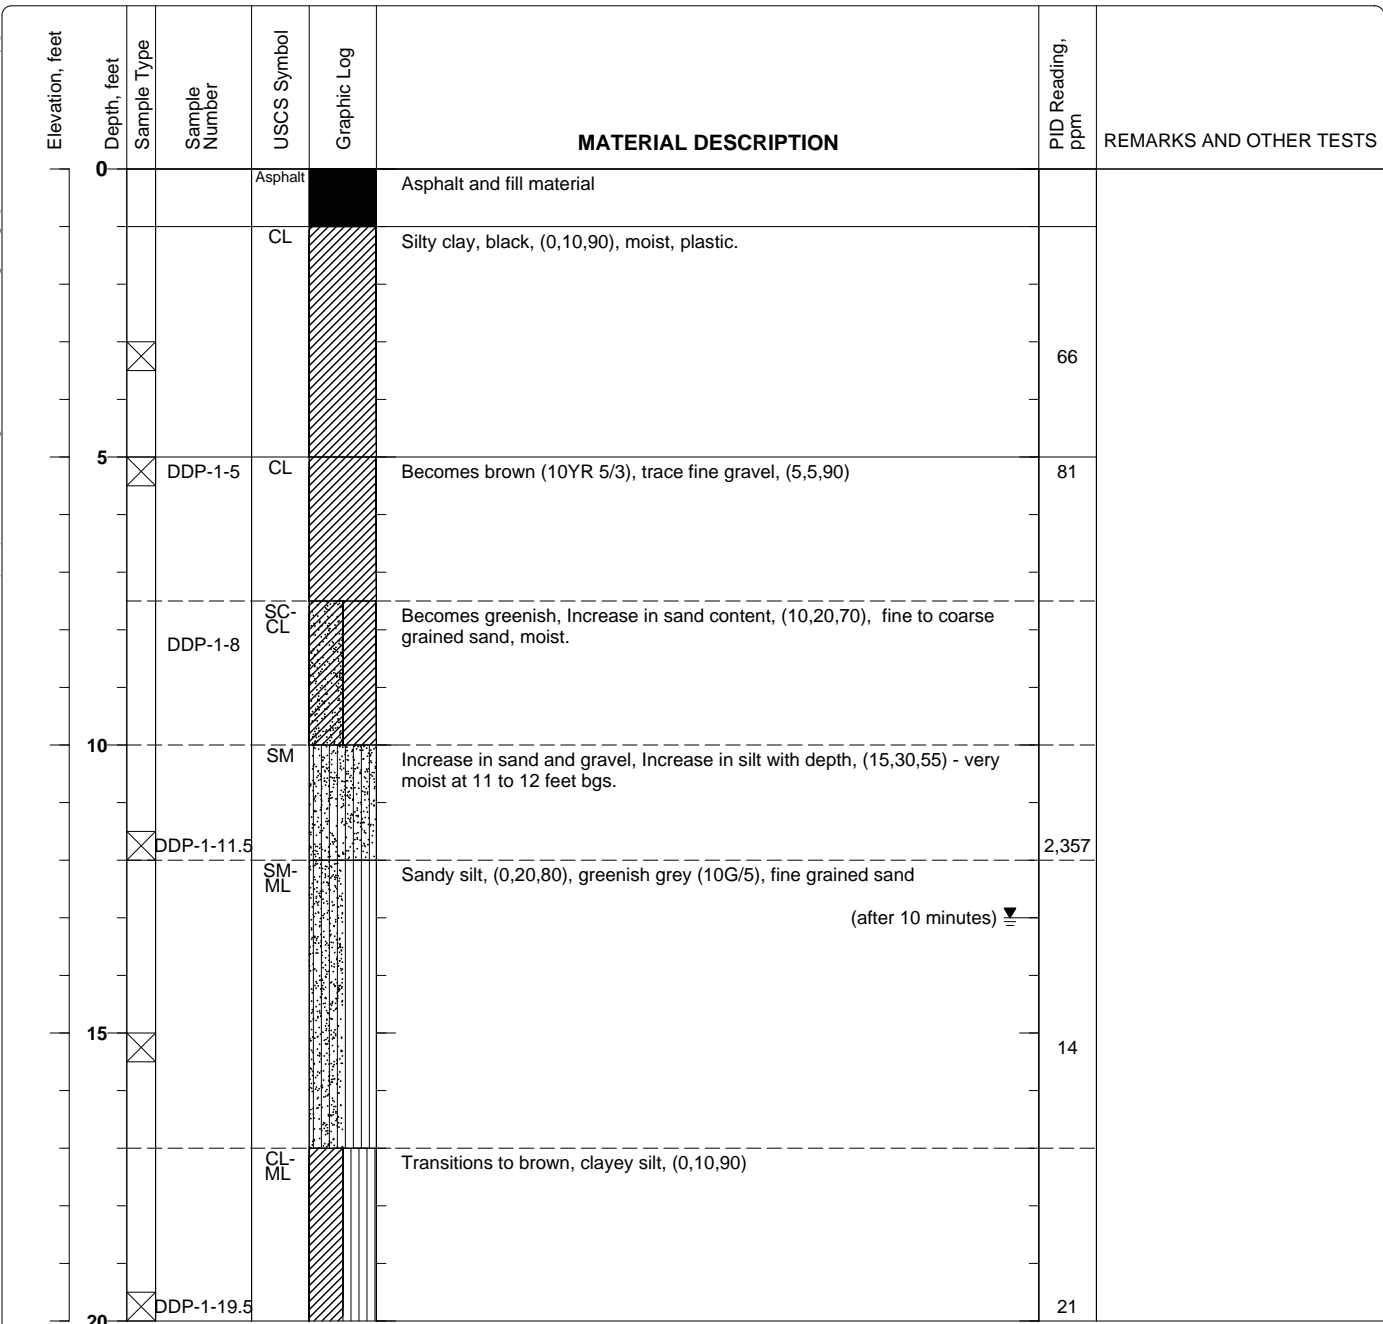 Elevation, feet
Depth, feet
Sample Type
Sample
Number
USCS Symbol
Graphic Log
MATERIAL DESCRIPTION
PID Reading,
ppm
REMARKS AND OTHER TESTS
0
Asphalt
Asphalt and fill material
CL
Silty clay, black, (0,10,90), moist, plastic.
66
5
DDP-1-5
CL
Becomes brown (10YR 5/3), trace fine gravel, (5,5,90)
81
SC-
CL
Becomes greenish, Increase in sand content, (10,20,70), fine to coarse
grained sand, moist.
DDP-1-8
10
SM
Increase in sand and gravel, Increase in silt with depth, (15,30,55) - very
moist at 11 to 12 feet bgs.
DDP-1-11.5
2,357
SM-
ML
Sandy silt, (0,20,80), greenish grey (10G/5), fine grained sand
(after 10 minutes)
15
14
CL-
ML
Transitions to brown, clayey silt, (0,10,90)
DDP-1-19.5
21
20